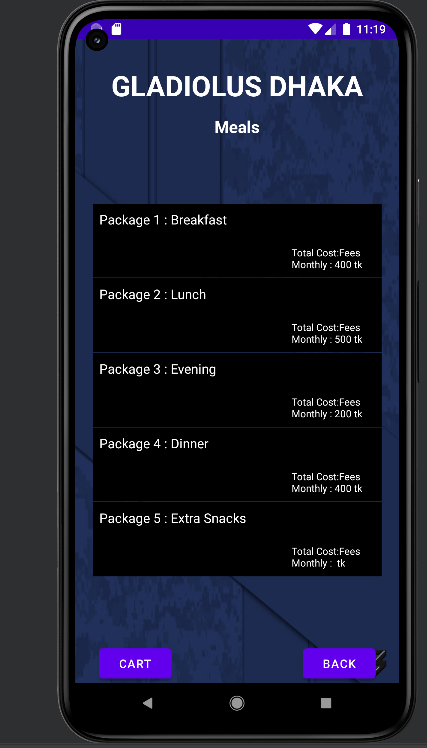 11:19
GLADIOLUS DHAKA
Meals
Package 1 : Breakfast
Total Cost:Fees
Monthly : 400 tk
Package 2 : Lunch
Total Cost:Fees
Monthly : 500 tk
Package 3 : Evening
Total Cost:Fees
Monthly : 200 tk
Package 4 : Dinner
Total Cost:Fees
Monthly : 400 tk
Package 5 : Extra Snacks
Total Cost:Fees
Monthly :  tk
CART
BACK